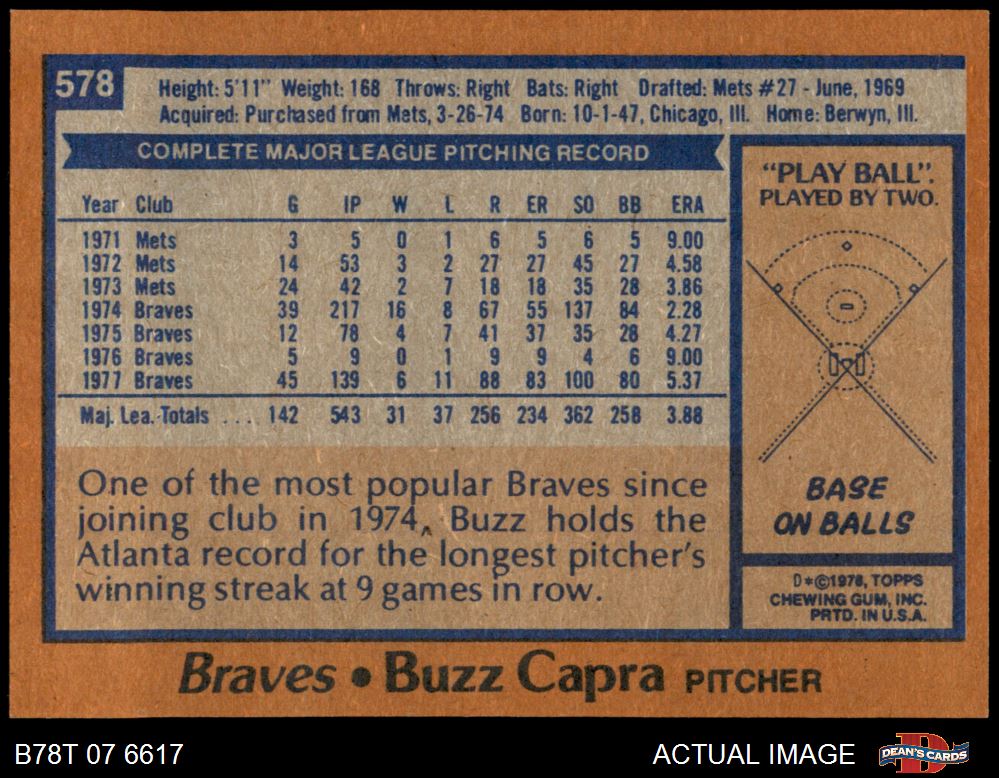 578
Height: 5'11" Weight: 168 Throws: Right Bats: Right Drafted: Mets #27 - June, 1969
Acquired: Purchased from Mets, 3-26-74 Born: 10-1-47, Chicago, Ill. Home: Berwyn, Ill.
COMPLETE MAJOR LEAGUE PITCHING RECORD
Year Club G IP W L R ER SO BB ERA
1971 Mets 3 5 0 1 6 5 6 5 9.00
1972 Mets 14 53 3 2 27 27 45 27 4.58
1973 Mets 24 42 2 7 18 18 35 28 3.86
1974 Braves 39 217 16 8 67 55 137 84 2.28
1975 Braves 12 78 4 7 41 37 35 28 4.27
1976 Braves 5 9 0 1 9 9 4 6 9.00
1977 Braves 45 139 6 11 88 83 100 80 5.37
Maj. Lea. Totals . . . 142 543 31 37 256 234 362 258 3.88
One of the most popular Braves since
joining club in 1974, Buzz holds the
Atlanta record for the longest pitcher's
winning streak at 9 games in row.
"PLAY BALL".
PLAYED BY TWO.
BASE
ON BALLS
D*©1978, TOPPS
CHEWING GUM, INC.
PRTD. IN U.S.A.
Braves • Buzz Capra PITCHER
B78T 07 6617 ACTUAL IMAGE
D
DEAN'S CARDS